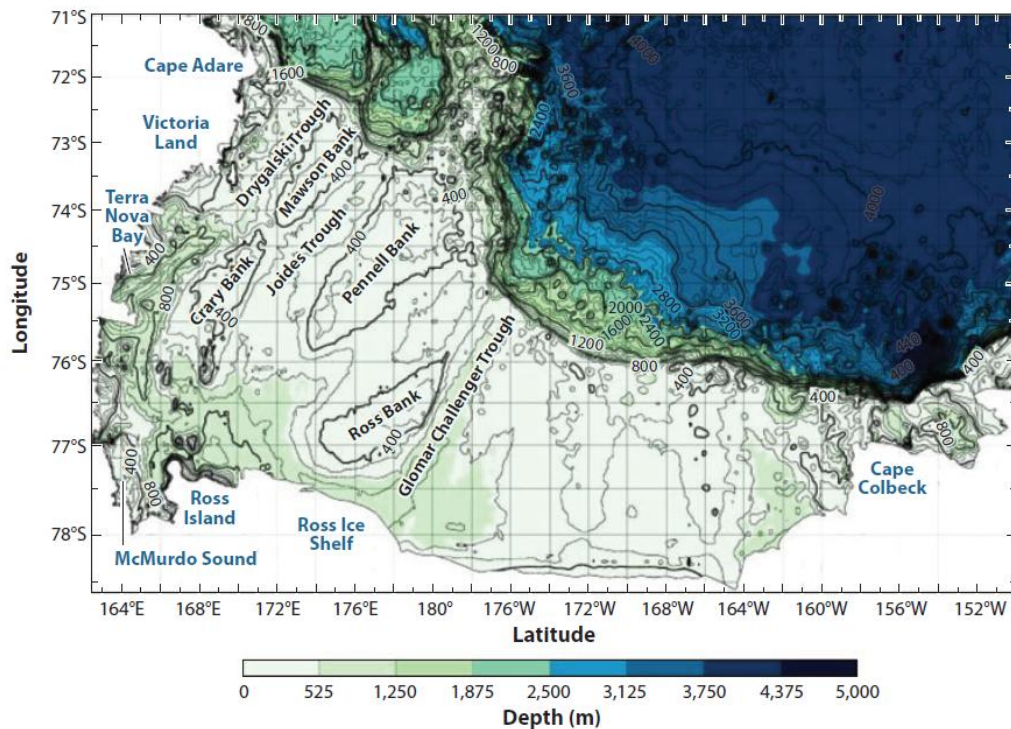 71°S
72°S
73°S
74°S
75°S
76°S
77°S
78°S
Longitude
Cape Adare
Victoria
Land
Terra
Nova
Bay
Drygalski Trough
Mawson Bank
Joides Trough
Pennell Bank
Crary Bank
Ross Bank
Glomar Challenger Trough
Ross
Island
McMurdo Sound
Ross Ice
Shelf
Cape
Colbeck
800
1600
1200
800
3600
4000
2400
400
400
400
400
800
400
4000
2800
3600
3200
2000
1600
2400
1200
800
400
400
400
800
440
480
400
400
800
164°E
168°E
172°E
176°E
180°
176°W
172°W
168°W
164°W
160°W
156°W
152°W
Latitude
0
525
1,250
1,875
2,500
3,125
3,750
4,375
5,000
Depth (m)